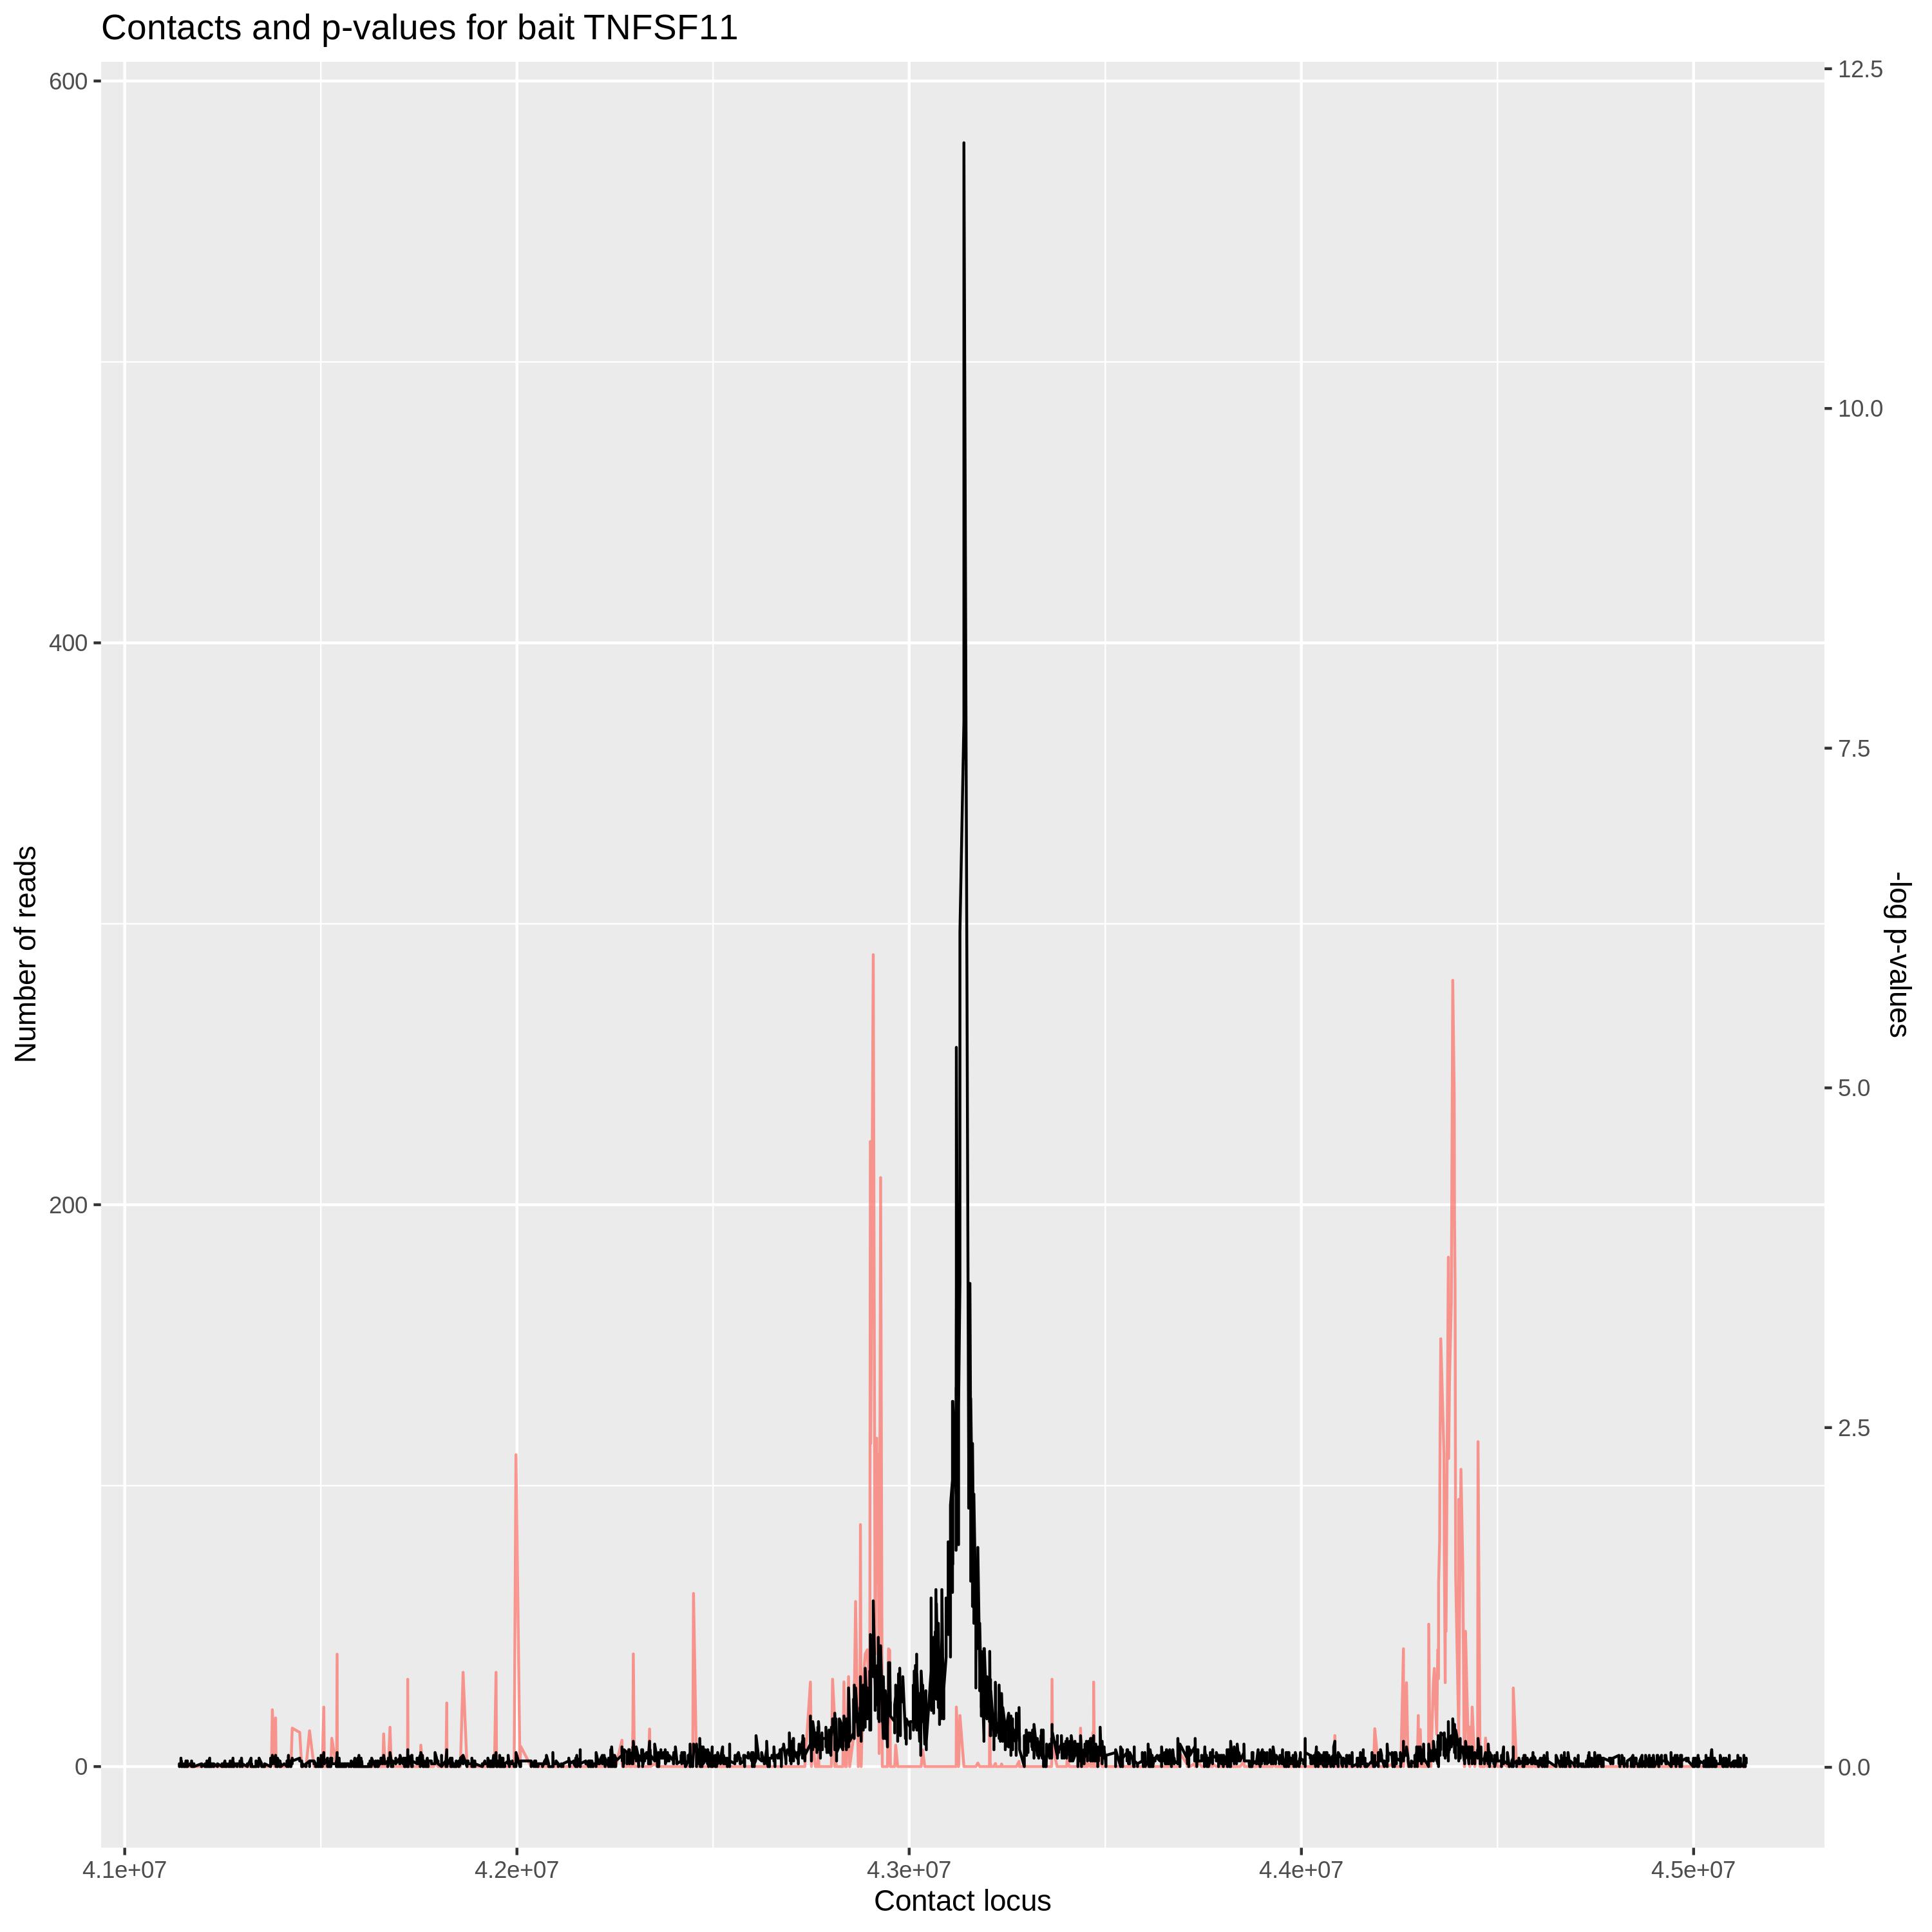 Contacts and p-values for bait TNFSF11
600
400
200
0
Number of reads
12.5
10.0
7.5
5.0
2.5
0.0
-log p-values
4.1e+07
4.2e+07
4.3e+07
4.4e+07
4.5e+07
Contact locus